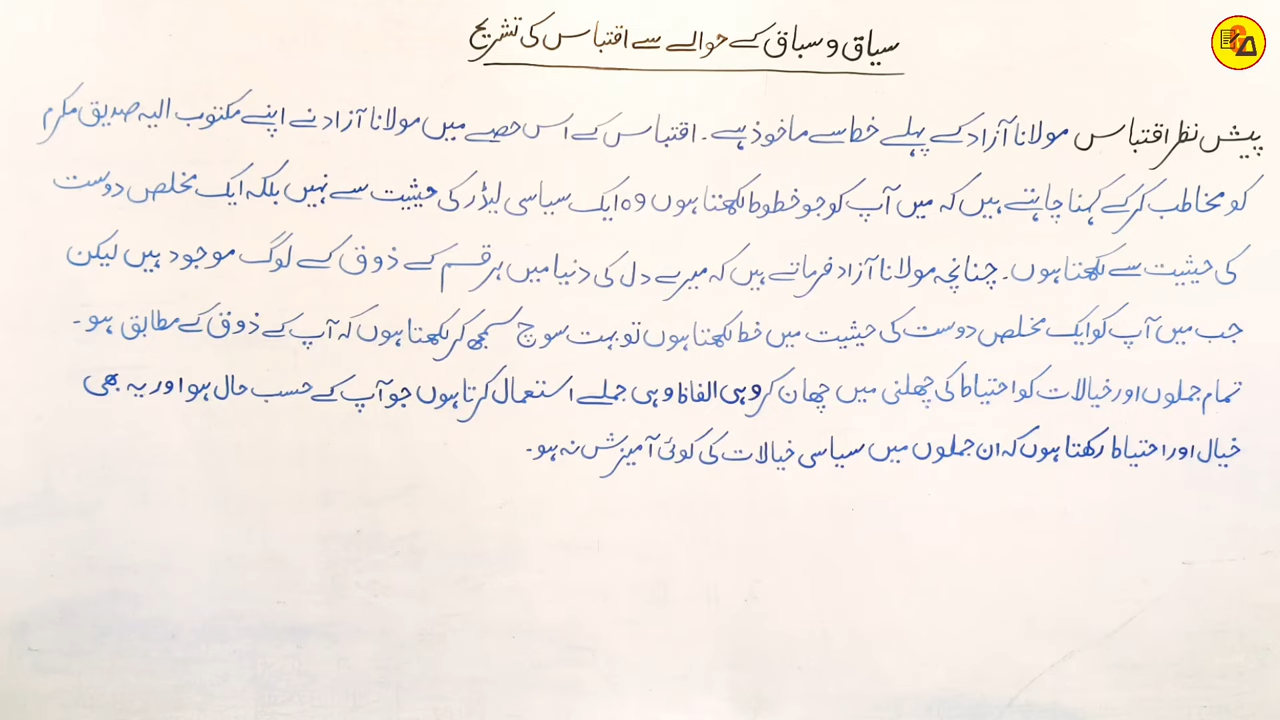 سیاق و سباق کے حوالے سے اقتباس کی تشریح
پیش نظر اقتباس مولانا آزاد کے پہلے خط سے ماخوذ ہے۔ اقتباس کے اس حصے میں مولانا آزاد نے اپنے مکتوب الیہ صدیق مکرم
کو مخاطب کرکے کہنا چاہتے ہیں کہ میں آپ کو جو خطوط لکھتا ہوں وہ ایک سیاسی لیڈر کی حیثیت سے نہیں بلکہ ایک مخلص دوست
کی حیثیت سے لکھتا ہوں۔ چنانچہ مولانا آزاد فرماتے ہیں کہ میرے دل کی دنیا میں ہر قسم کے ذوق کے لوگ موجود ہیں لیکن
جب میں آپ کو ایک مخلص دوست کی حیثیت میں خط لکھتا ہوں تو بہت سوچ سمجھ کر لکھتا ہوں کہ آپ کے ذوق کے مطابق ہو۔
تمام جملوں اور خیالات کو احتیاط کی چھلنی میں چھان کر وہی الفاظ وہی جملے استعمال کرتا ہوں جو آپ کے حسب حال ہو اور یہ بھی
خیال اور احتیاط رکھتا ہوں کہ ان جملوں میں سیاسی خیالات کی کوئی آمیزش نہ ہو۔